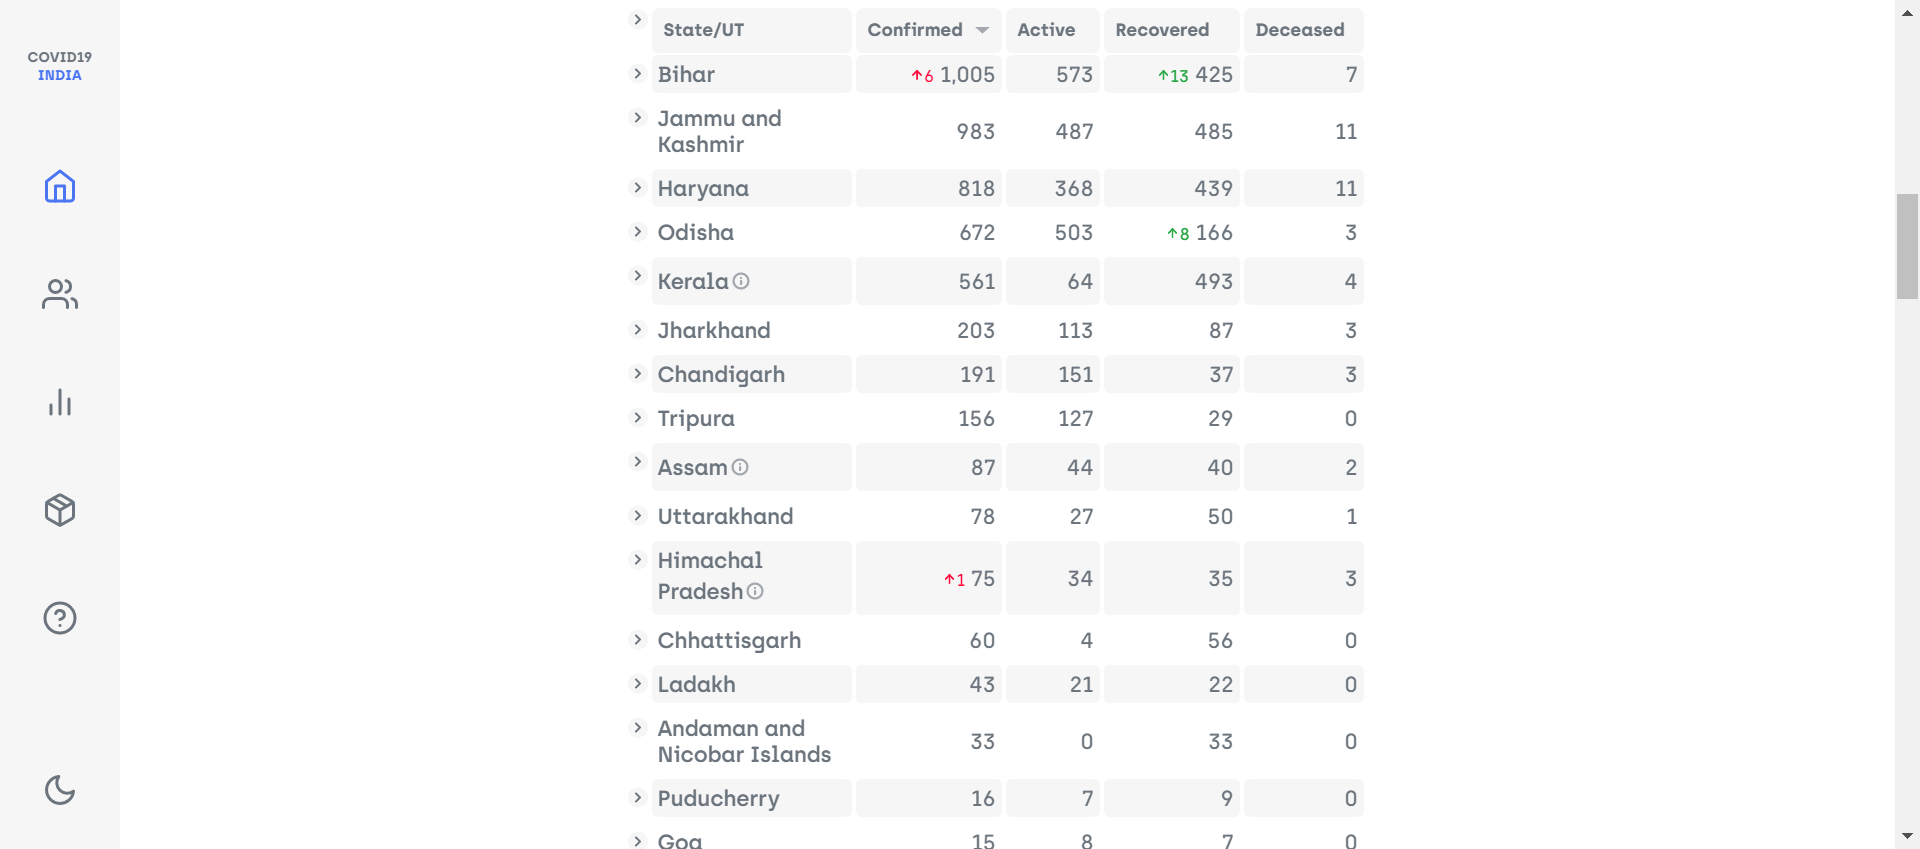 COVID19
INDIA
State/UT Confirmed Active Recovered Deceased
Bihar ↑6 1,005 573 ↑13 425 7
Jammu and
Kashmir 983 487 485 11
Haryana 818 368 439 11
Odisha 672 503 ↑8 166 3
Kerala 561 64 493 4
Jharkhand 203 113 87 3
Chandigarh 191 151 37 3
Tripura 156 127 29 0
Assam 87 44 40 2
Uttarakhand 78 27 50 1
Himachal
Pradesh ↑1 75 34 35 3
Chhattisgarh 60 4 56 0
Ladakh 43 21 22 0
Andaman and
Nicobar Islands 33 0 33 0
Puducherry 16 7 9 0
Goa 15 8 7 0